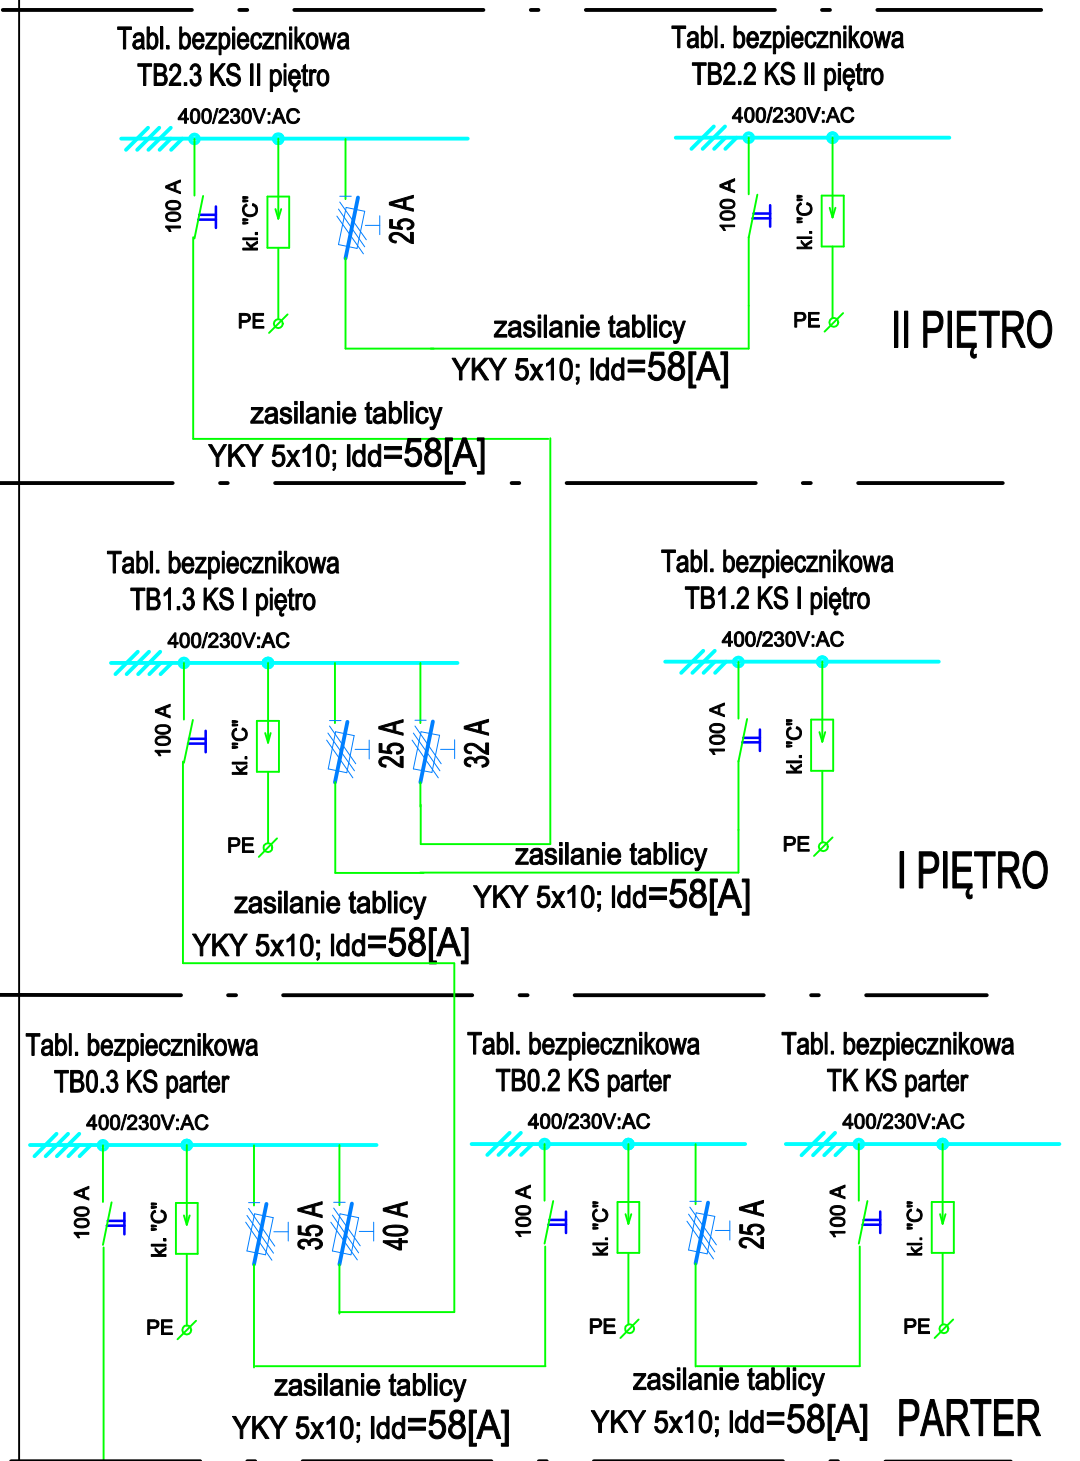 Tabl. bezpiecznikowa
TB2.3 KS II piętro
400/230V:AC
100 A
kl. "C"
25 A
PE
Tabl. bezpiecznikowa
TB2.2 KS II piętro
400/230V:AC
100 A
kl. "C"
PE
II PIĘTRO
zasilanie tablicy
YKY 5x10; Idd=58[A]
zasilanie tablicy
YKY 5x10; Idd=58[A]
Tabl. bezpiecznikowa
TB1.3 KS I piętro
400/230V:AC
100 A
kl. "C"
25 A
32 A
PE
Tabl. bezpiecznikowa
TB1.2 KS I piętro
400/230V:AC
100 A
kl. "C"
PE
I PIĘTRO
zasilanie tablicy
YKY 5x10; Idd=58[A]
zasilanie tablicy
YKY 5x10; Idd=58[A]
Tabl. bezpiecznikowa
TB0.3 KS parter
400/230V:AC
100 A
kl. "C"
35 A
40 A
PE
Tabl. bezpiecznikowa
TB0.2 KS parter
400/230V:AC
100 A
kl. "C"
25 A
PE
Tabl. bezpiecznikowa
TK KS parter
400/230V:AC
100 A
kl. "C"
PE
zasilanie tablicy
YKY 5x10; Idd=58[A]
zasilanie tablicy
YKY 5x10; Idd=58[A]
PARTER